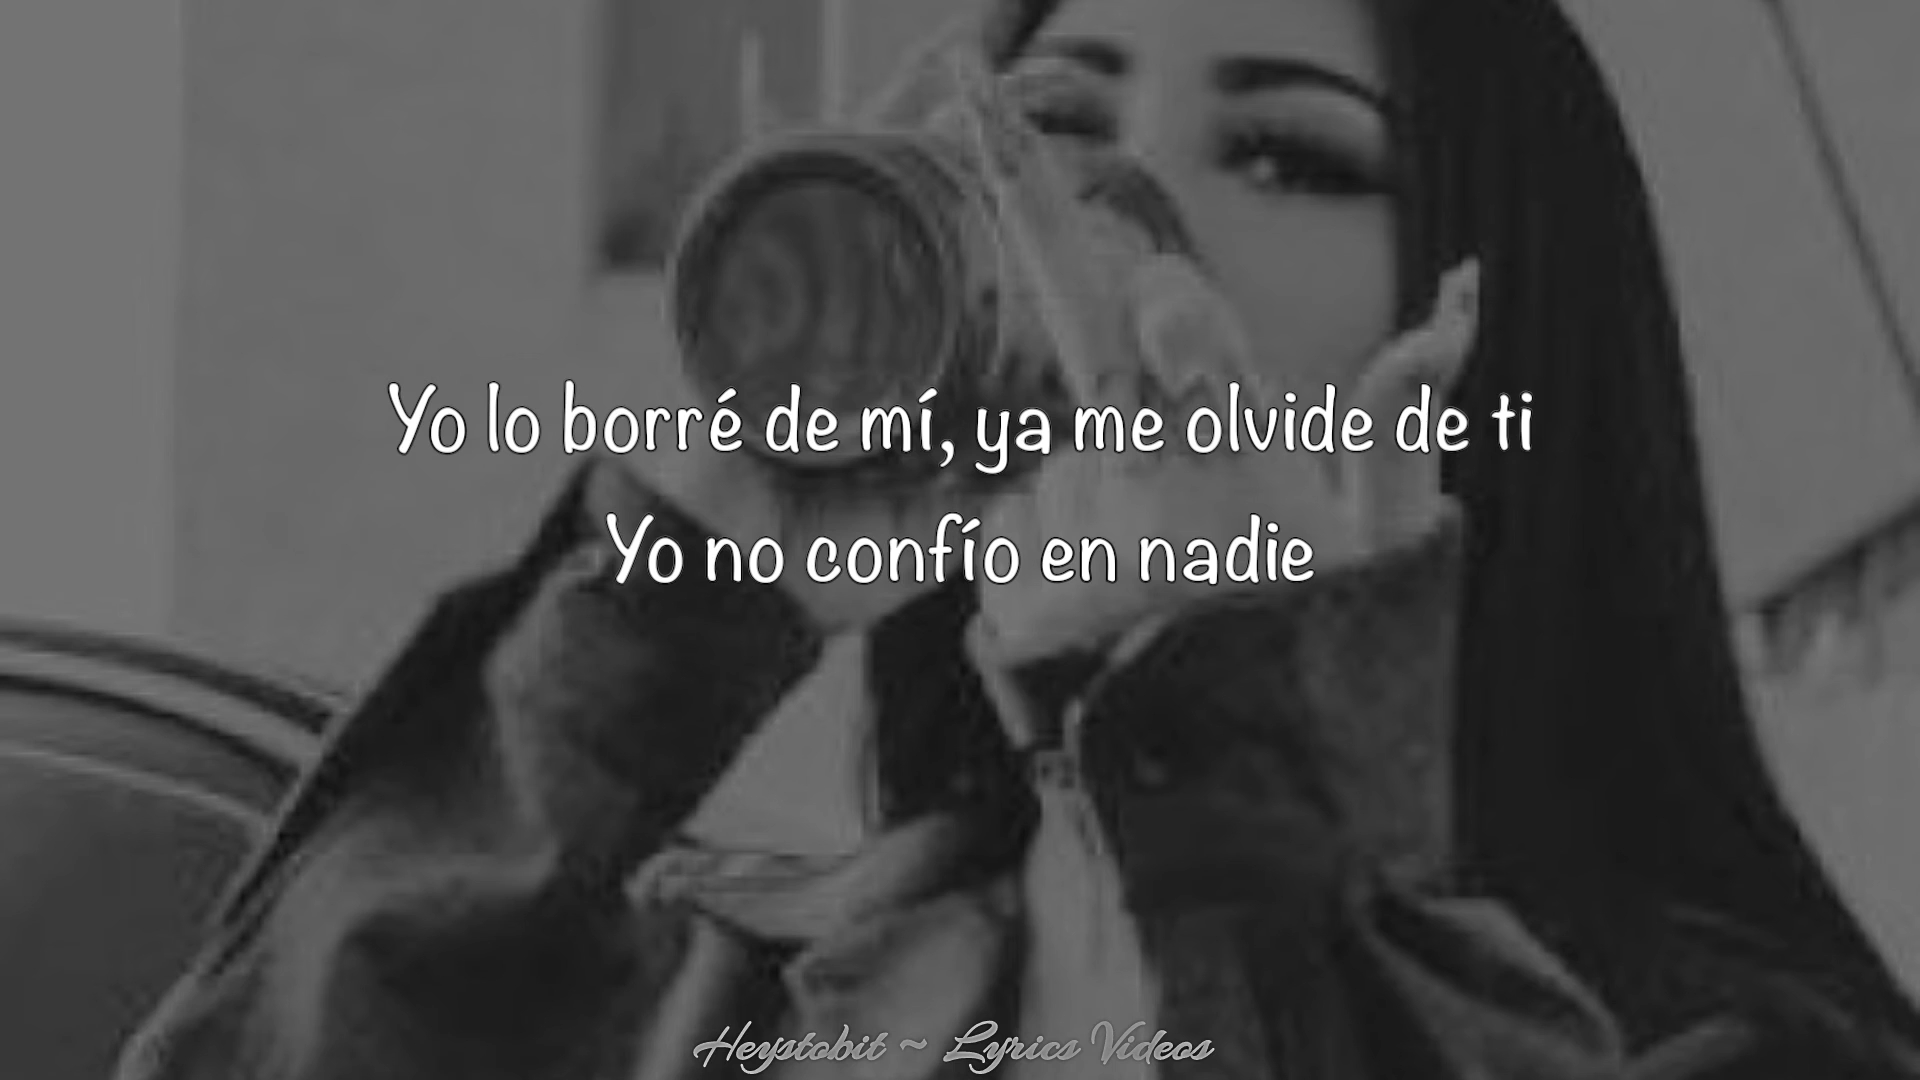 Yo lo borré de mí, ya me olvide de ti
Yo no confío en nadie
Heystobit ~ Lyrics Videos